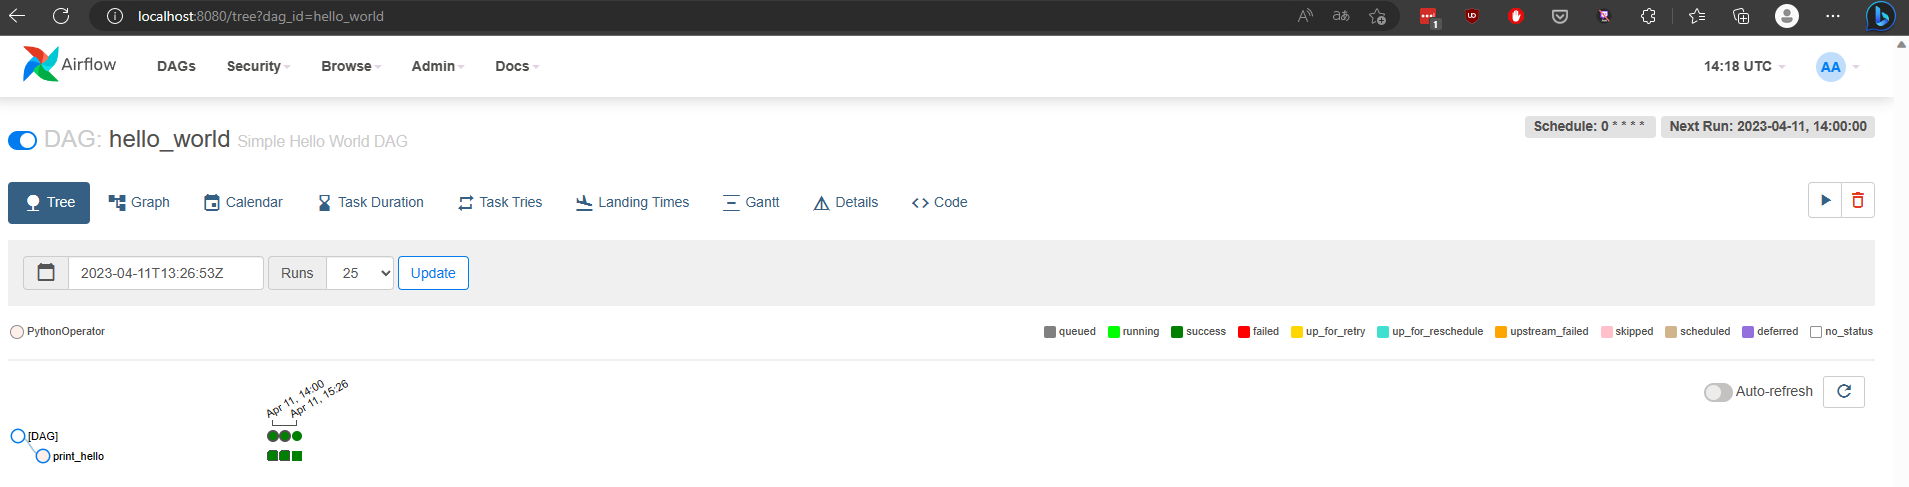 localhost:8080/tree?dag_id=hello_world
1
Airflow DAGs Security Browse Admin Docs 14:18 UTC AA
DAG: hello_world Simple Hello World DAG
Schedule: 0 * * * * Next Run: 2023-04-11, 14:00:00
Tree Graph Calendar Task Duration Task Tries Landing Times Gantt Details Code
2023-04-11T13:26:53Z Runs 25 Update
PythonOperator queued running success failed up_for_retry up_for_reschedule upstream_failed skipped scheduled deferred no_status
Apr 11, 14:00
Apr 11, 15:26
Auto-refresh
[DAG]
print_hello